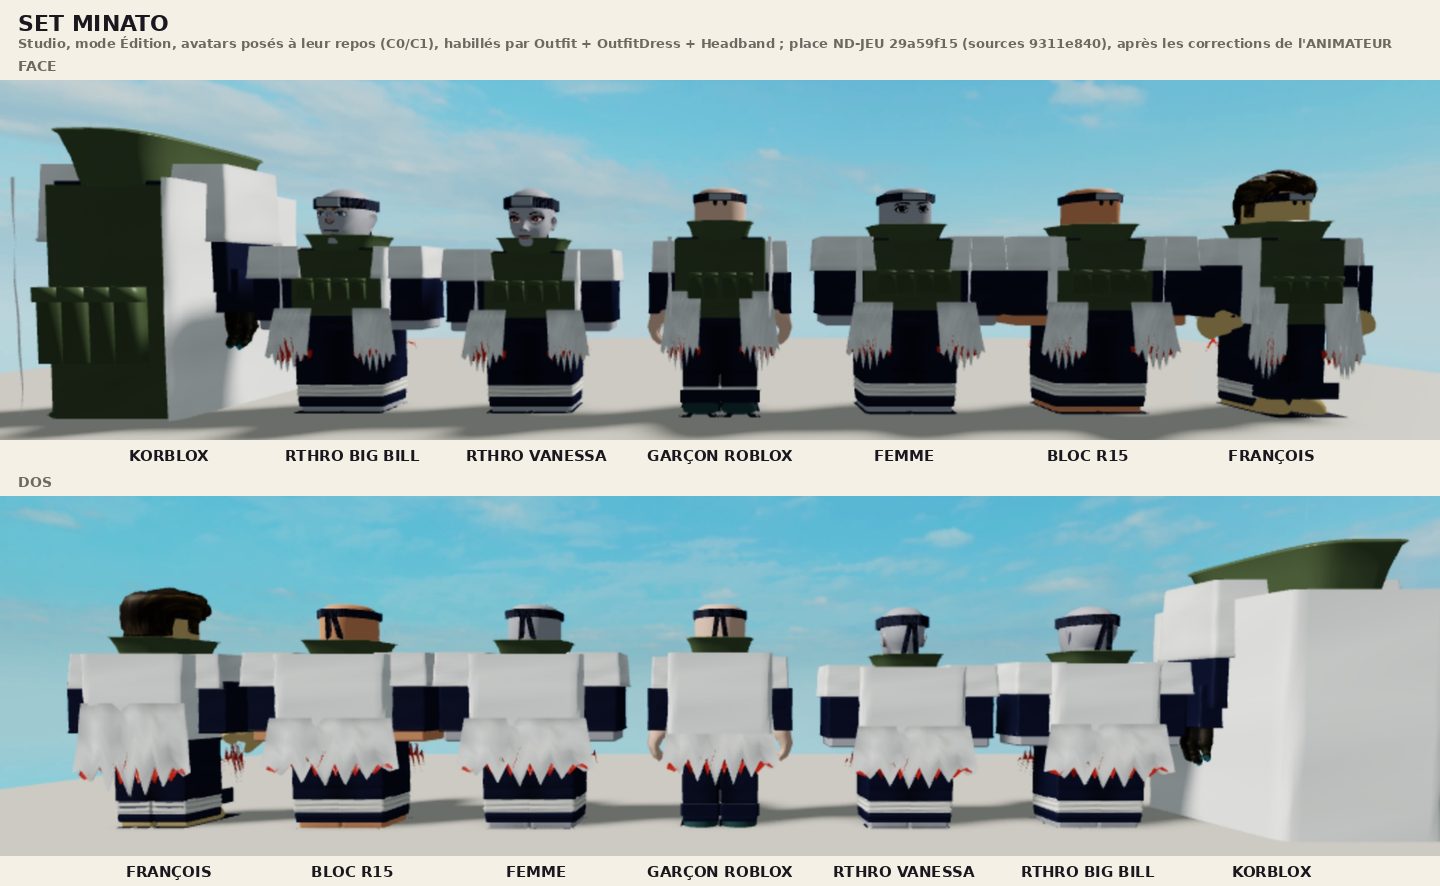 SET MINATO
Studio, mode Édition, avatars posés à leur repos (C0/C1), habillés par Outfit + OutfitDress + Headband ; place ND-JEU 29a59f15 (sources 9311e840), après les corrections de l'ANIMATEUR
FACE
KORBLOX RTHRO BIG BILL RTHRO VANESSA GARÇON ROBLOX FEMME BLOC R15 FRANÇOIS
DOS
FRANÇOIS BLOC R15 FEMME GARÇON ROBLOX RTHRO VANESSA RTHRO BIG BILL KORBLOX